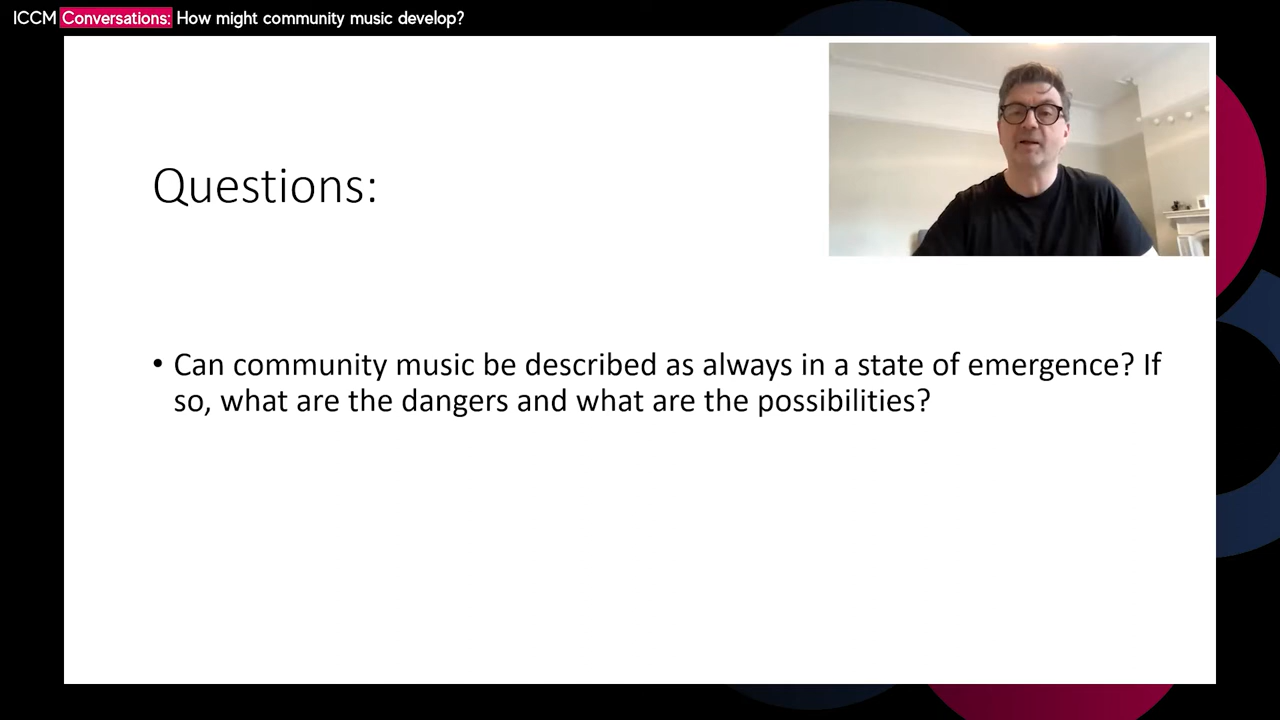 ICCM Conversations: How might community music develop?
Questions:
• Can community music be described as always in a state of emergence? If
so, what are the dangers and what are the possibilities?